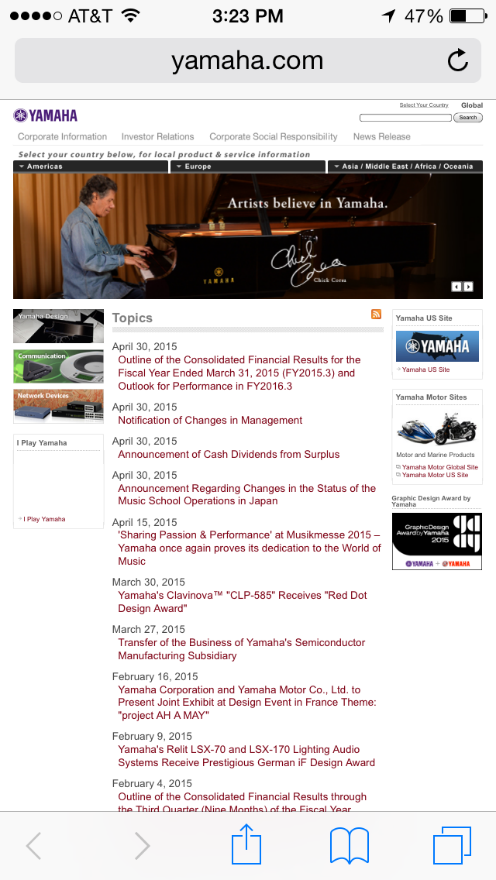 AT&T 3:23 PM 47%
yamaha.com
Select Your Country Global
YAMAHA
Search
Corporate Information Investor Relations Corporate Social Responsibility News Release
Select your country below, for local product & service information
Americas Europe Asia / Middle East / Africa / Oceania
Artists believe in Yamaha.
Chick Corea
YAMAHA
Chick Corea
Yamaha Design
Communication
Network Devices
I Play Yamaha
I Play Yamaha
Topics
April 30, 2015
Outline of the Consolidated Financial Results for the
Fiscal Year Ended March 31, 2015 (FY2015.3) and
Outlook for Performance in FY2016.3
April 30, 2015
Notification of Changes in Management
April 30, 2015
Announcement of Cash Dividends from Surplus
April 30, 2015
Announcement Regarding Changes in the Status of the
Music School Operations in Japan
April 15, 2015
'Sharing Passion & Performance' at Musikmesse 2015 –
Yamaha once again proves its dedication to the World of
Music
March 30, 2015
Yamaha's Clavinova™ "CLP-585" Receives "Red Dot
Design Award"
March 27, 2015
Transfer of the Business of Yamaha's Semiconductor
Manufacturing Subsidiary
February 16, 2015
Yamaha Corporation and Yamaha Motor Co., Ltd. to
Present Joint Exhibit at Design Event in France Theme:
"project AH A MAY"
February 9, 2015
Yamaha's Relit LSX-70 and LSX-170 Lighting Audio
Systems Receive Prestigious German iF Design Award
February 4, 2015
Outline of the Consolidated Financial Results through
the Third Quarter (Nine Months) of the Fiscal Year
Yamaha US Site
YAMAHA
Yamaha US Site
Yamaha Motor Sites
Motor and Marine Products
Yamaha Motor Global Site
Yamaha Motor US Site
Graphic Design Award by
Yamaha
GraphicDesign
Award by Yamaha
2015
YAMAHA + YAMAHA